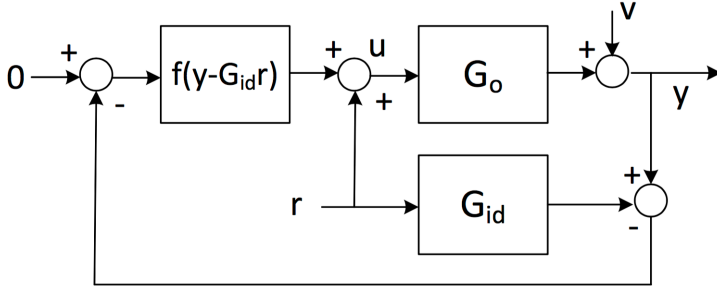 v
+ + u +
0 f(y-G_id r) G_o
- + y
+
r G_id
-